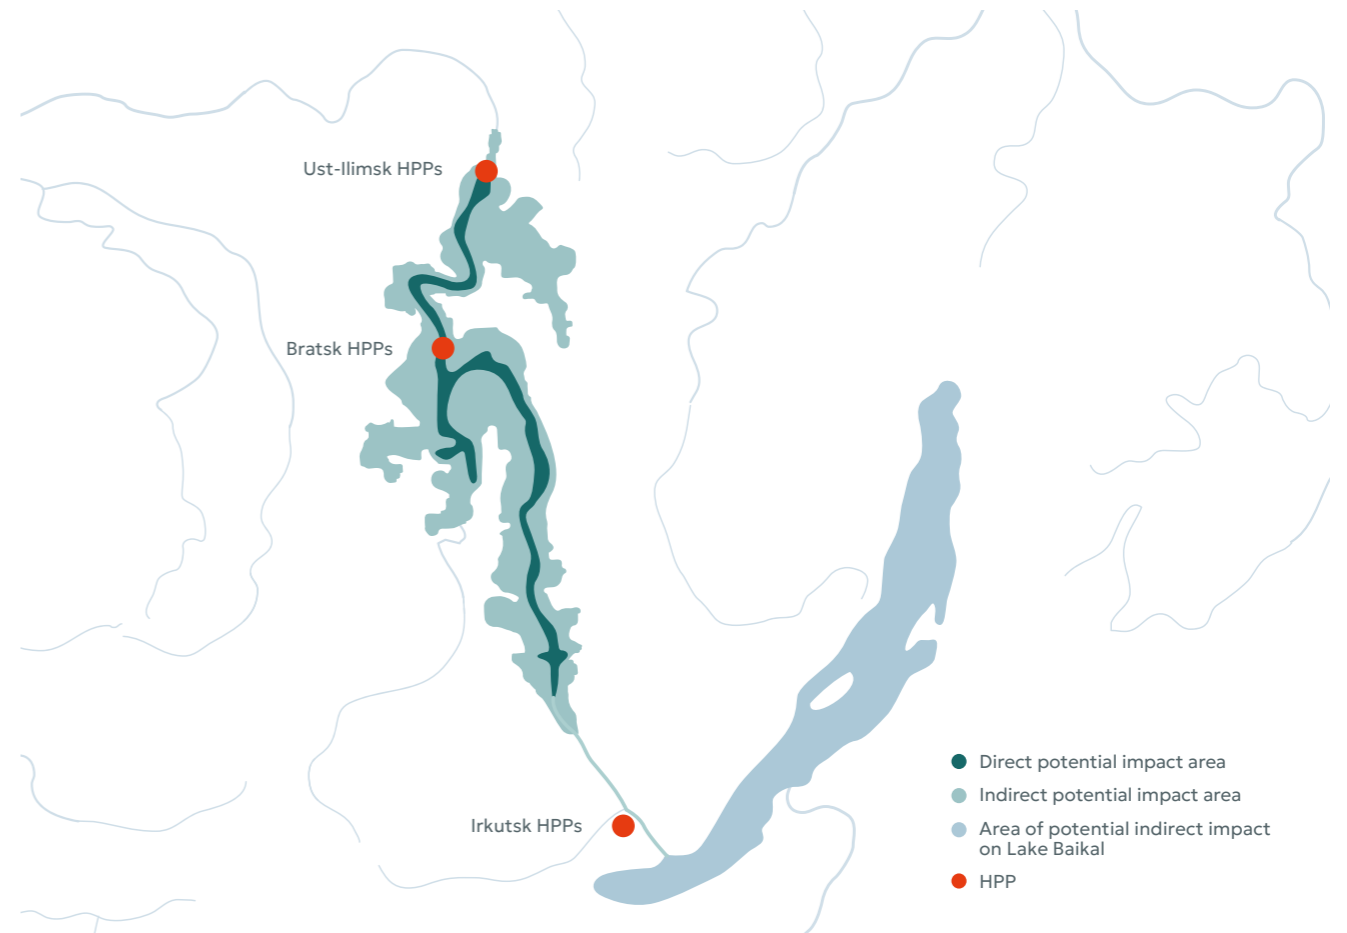 Ust-Ilimsk HPPs
Bratsk HPPs
Irkutsk HPPs
Direct potential impact area
Indirect potential impact area
Area of potential indirect impact
on Lake Baikal
HPP